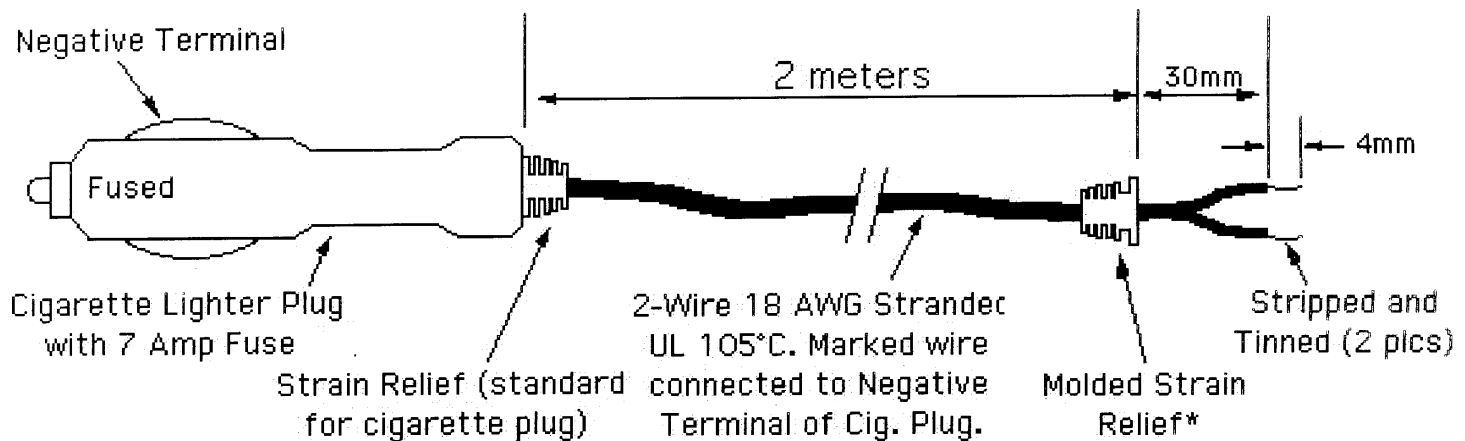 Negative Terminal
2 meters
30mm
4mm
Fused
Cigarette Lighter Plug
with 7 Amp Fuse
Strain Relief (standard
for cigarette plug)
2-Wire 18 AWG Strandec
UL 105°C. Marked wire
connected to Negative
Terminal of Cig. Plug.
Molded Strain
Relief*
Stripped and
Tinned (2 plcs)